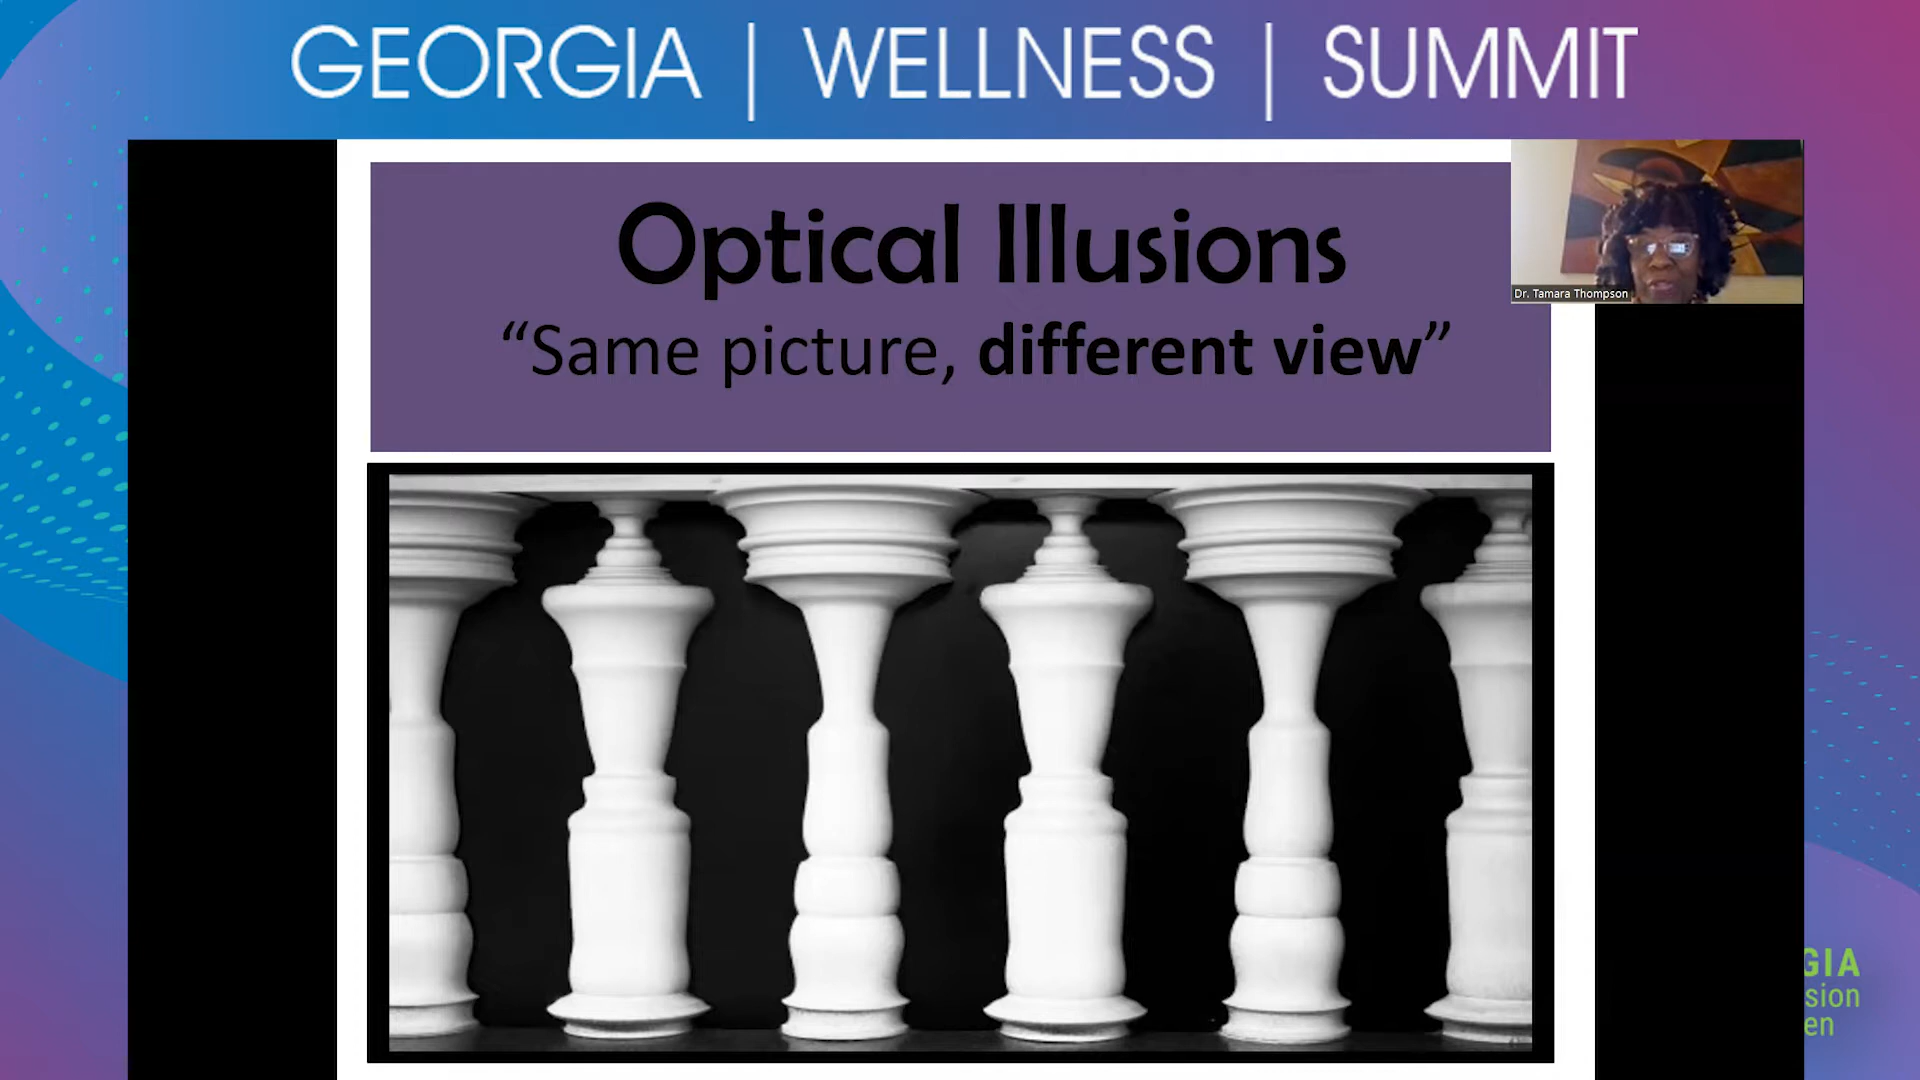 GEORGIA | WELLNESS | SUMMIT
Optical Illusions
“Same picture, different view”
Dr. Tamara Thompson
GIA
sion
en